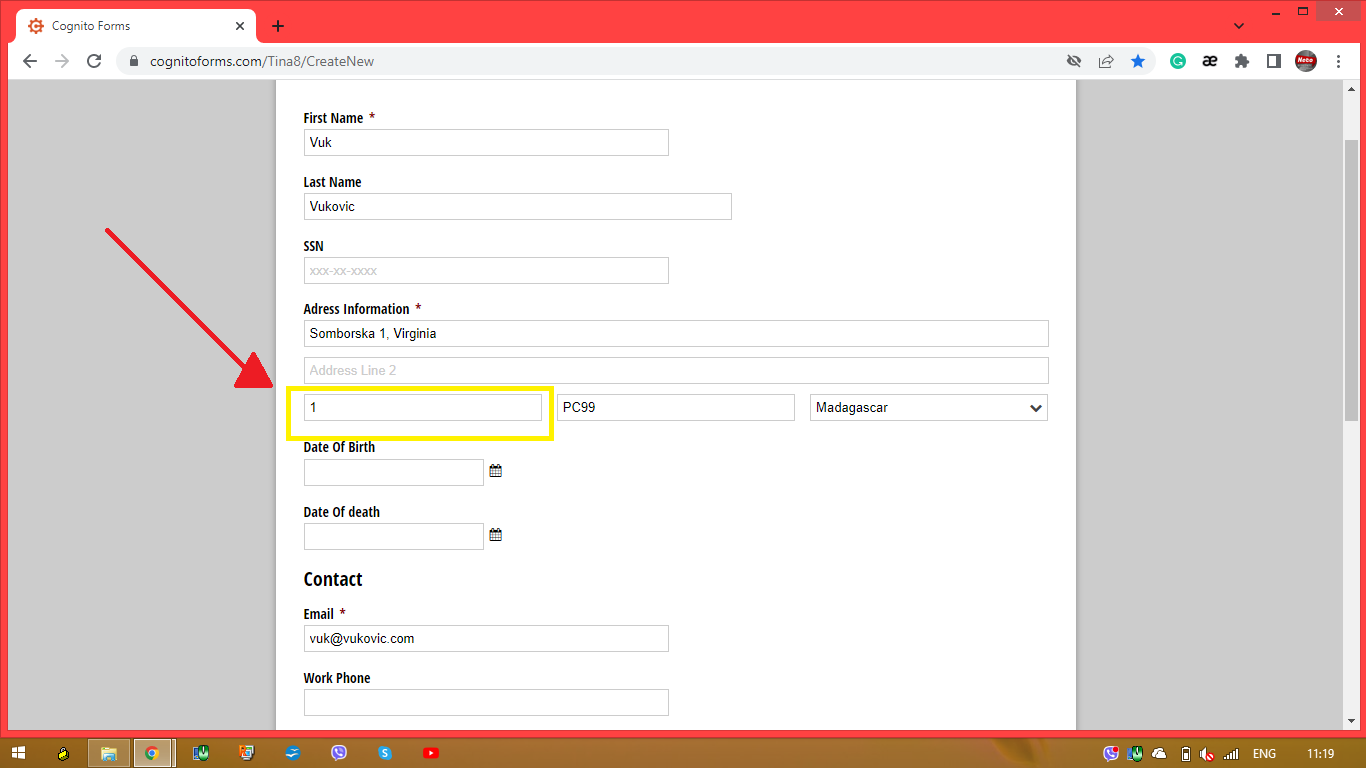 Cognito Forms
cognitoforms.com/Tina8/CreateNew
Noto
First Name *
Vuk
Last Name
Vukovic
SSN
xxx-xx-xxxx
Adress Information *
Somborska 1, Virginia
Address Line 2
1 PC99 Madagascar
Date Of Birth
Date Of death
Contact
Email *
vuk@vukovic.com
Work Phone
ENG 11:19